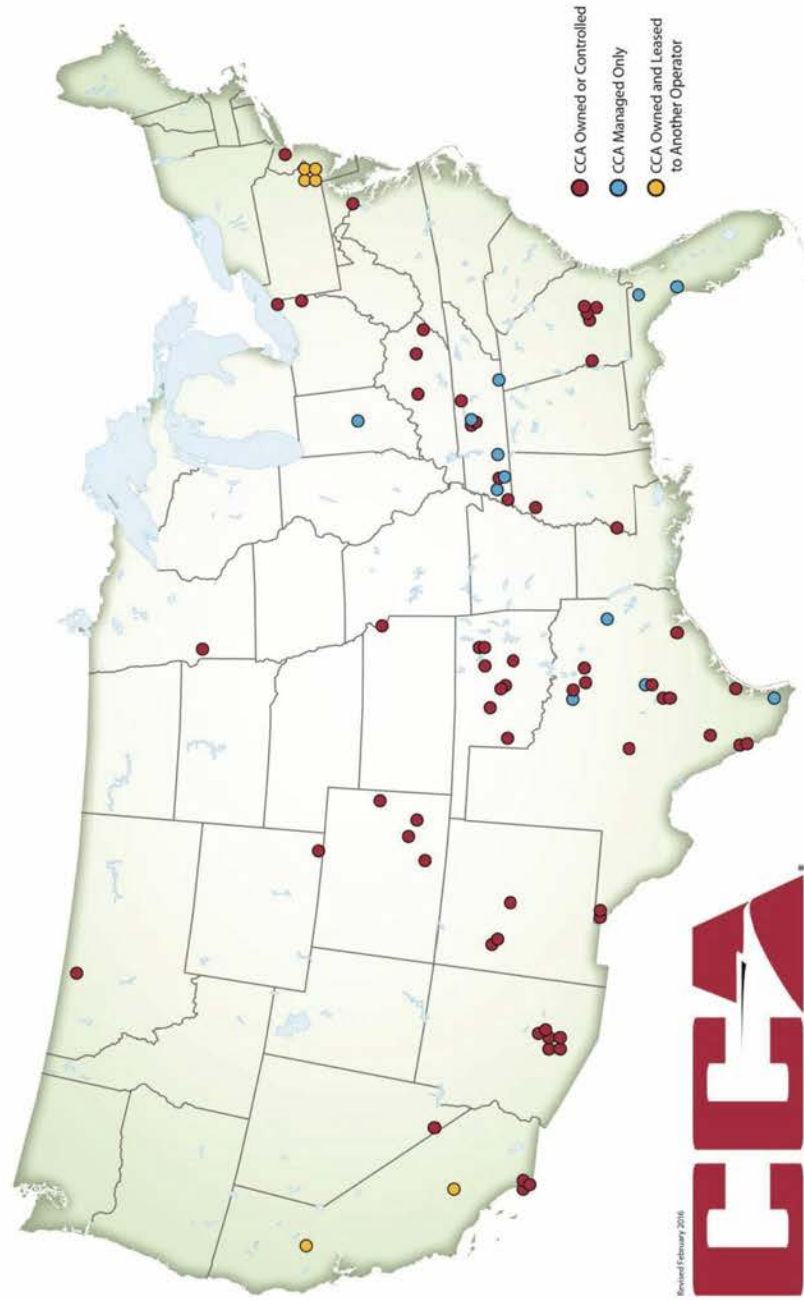 CCA Owned or Controlled
CCA Managed Only
CCA Owned and Leased
to Another Operator
Revised February 2016
CCA